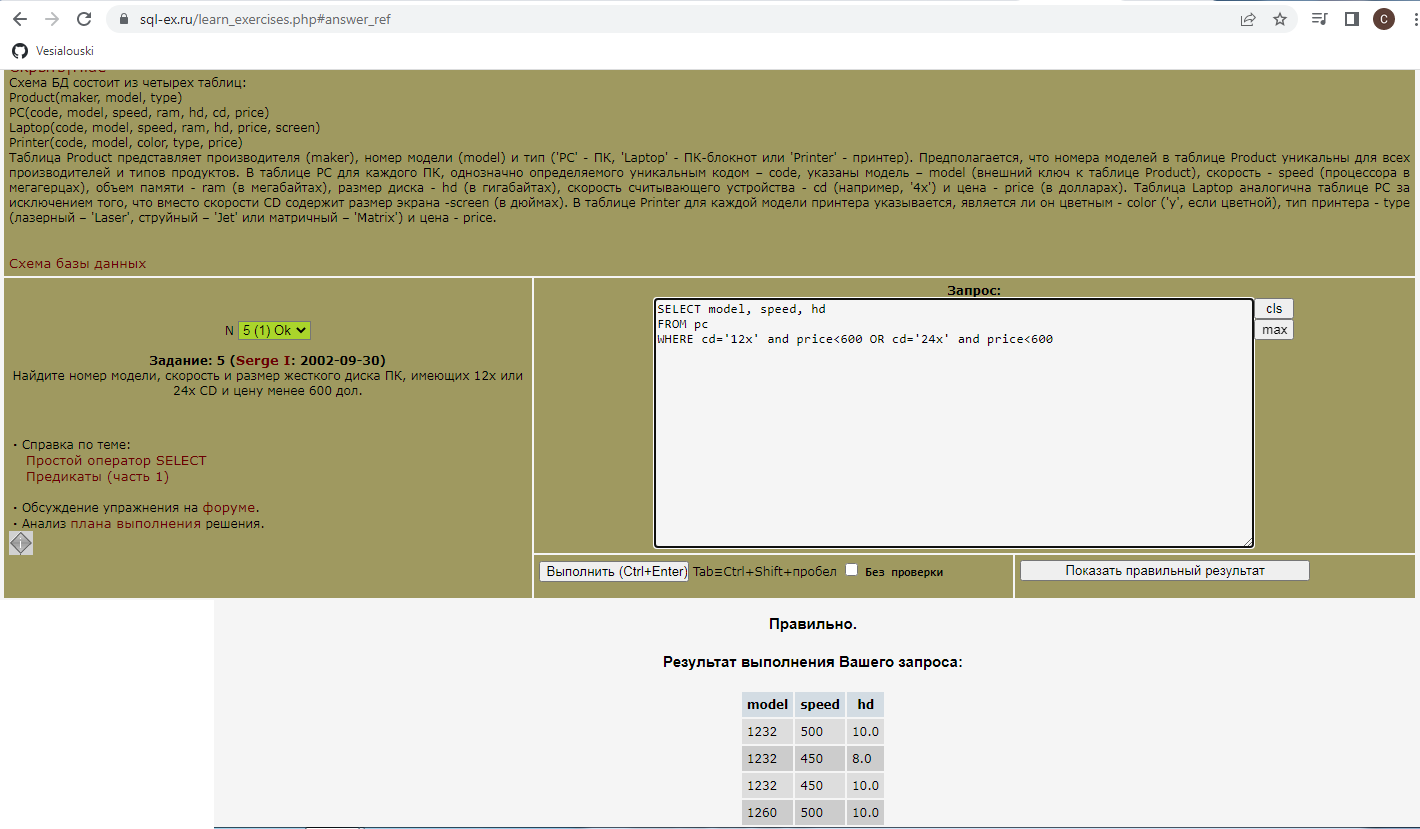 sql-ex.ru/learn_exercises.php#answer_ref
C
Vesialouski
Схема БД состоит из четырех таблиц:
Product(maker, model, type)
PC(code, model, speed, ram, hd, cd, price)
Laptop(code, model, speed, ram, hd, price, screen)
Printer(code, model, color, type, price)
Таблица Product представляет производителя (maker), номер модели (model) и тип ('PC' - ПК, 'Laptop' - ПК-блокнот или 'Printer' - принтер). Предполагается, что номера моделей в таблице Product уникальны для всех
производителей и типов продуктов. В таблице PC для каждого ПК, однозначно определяемого уникальным кодом – code, указаны модель – model (внешний ключ к таблице Product), скорость - speed (процессора в
мегагерцах), объем памяти - ram (в мегабайтах), размер диска - hd (в гигабайтах), скорость считывающего устройства - cd (например, '4x') и цена - price (в долларах). Таблица Laptop аналогична таблице РС за
исключением того, что вместо скорости CD содержит размер экрана -screen (в дюймах). В таблице Printer для каждой модели принтера указывается, является ли он цветным - color ('y', если цветной), тип принтера - type
(лазерный – 'Laser', струйный – 'Jet' или матричный – 'Matrix') и цена - price.
Схема базы данных
N 5 (1) Ok
Задание: 5 (Serge I: 2002-09-30)
Найдите номер модели, скорость и размер жесткого диска ПК, имеющих 12x или
24x CD и цену менее 600 дол.
• Справка по теме:
Простой оператор SELECT
Предикаты (часть 1)
• Обсуждение упражнения на форуме.
• Анализ плана выполнения решения.
Запрос:
SELECT model, speed, hd
FROM pc
WHERE cd='12x' and price<600 OR cd='24x' and price<600
cls
max
Выполнить (Ctrl+Enter) Tab≡Ctrl+Shift+пробел Без проверки
Показать правильный результат
Правильно.
Результат выполнения Вашего запроса:
model speed hd
1232 500 10.0
1232 450 8.0
1232 450 10.0
1260 500 10.0